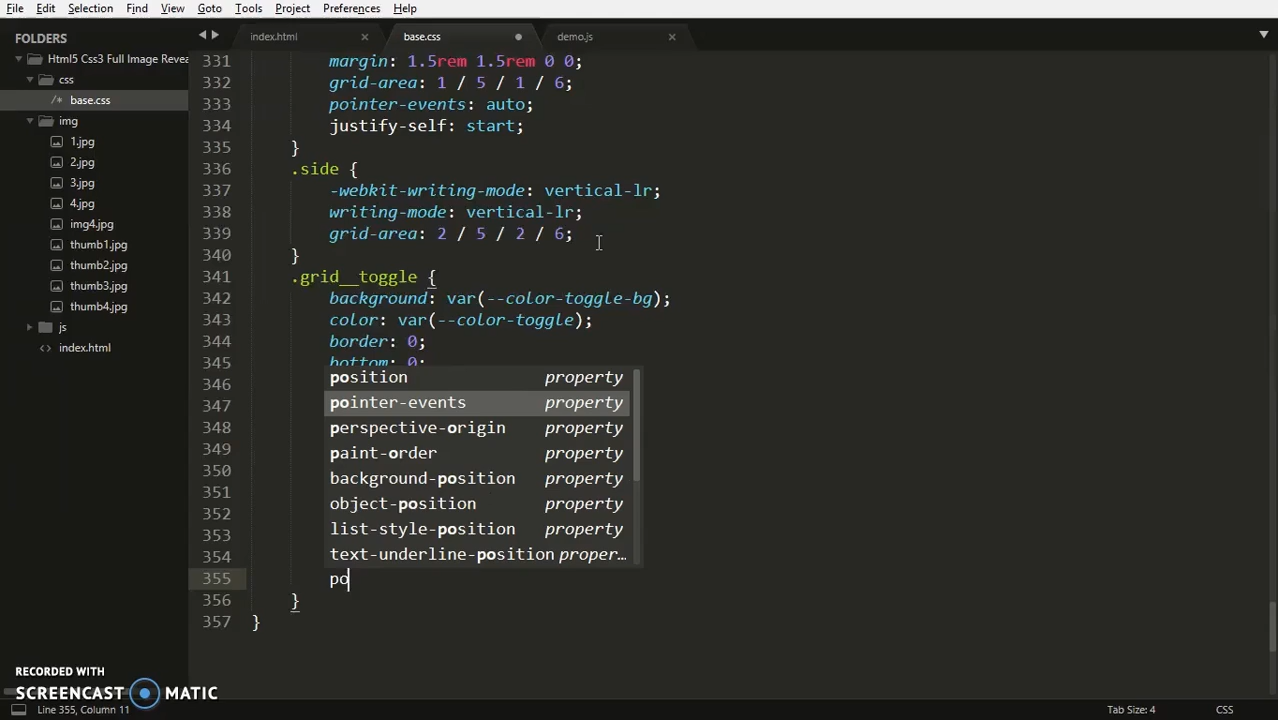 File Edit Selection Find View Goto Tools Project Preferences Help
FOLDERS
Html5 Css3 Full Image Revea
css
/* base.css
img
1.jpg
2.jpg
3.jpg
4.jpg
img4.jpg
thumb1.jpg
thumb2.jpg
thumb3.jpg
thumb4.jpg
js
<> index.html
index.html × base.css demo.js ×
331 margin: 1.5rem 1.5rem 0 0;
332 grid-area: 1 / 5 / 1 / 6;
333 pointer-events: auto;
334 justify-self: start;
335 }
336 .side {
337 -webkit-writing-mode: vertical-lr;
338 writing-mode: vertical-lr;
339 grid-area: 2 / 5 / 2 / 6;
340 }
341 .grid__toggle {
342 background: var(--color-toggle-bg);
343 color: var(--color-toggle);
344 border: 0;
345 bottom: 0;
346
347
348
349
350
351
352
353
354
355 po
356 }
357 }
position property
pointer-events property
perspective-origin property
paint-order property
background-position property
object-position property
list-style-position property
text-underline-position proper…
RECORDED WITH
SCREENCAST MATIC
Line 355, Column 11
Tab Size: 4
CSS